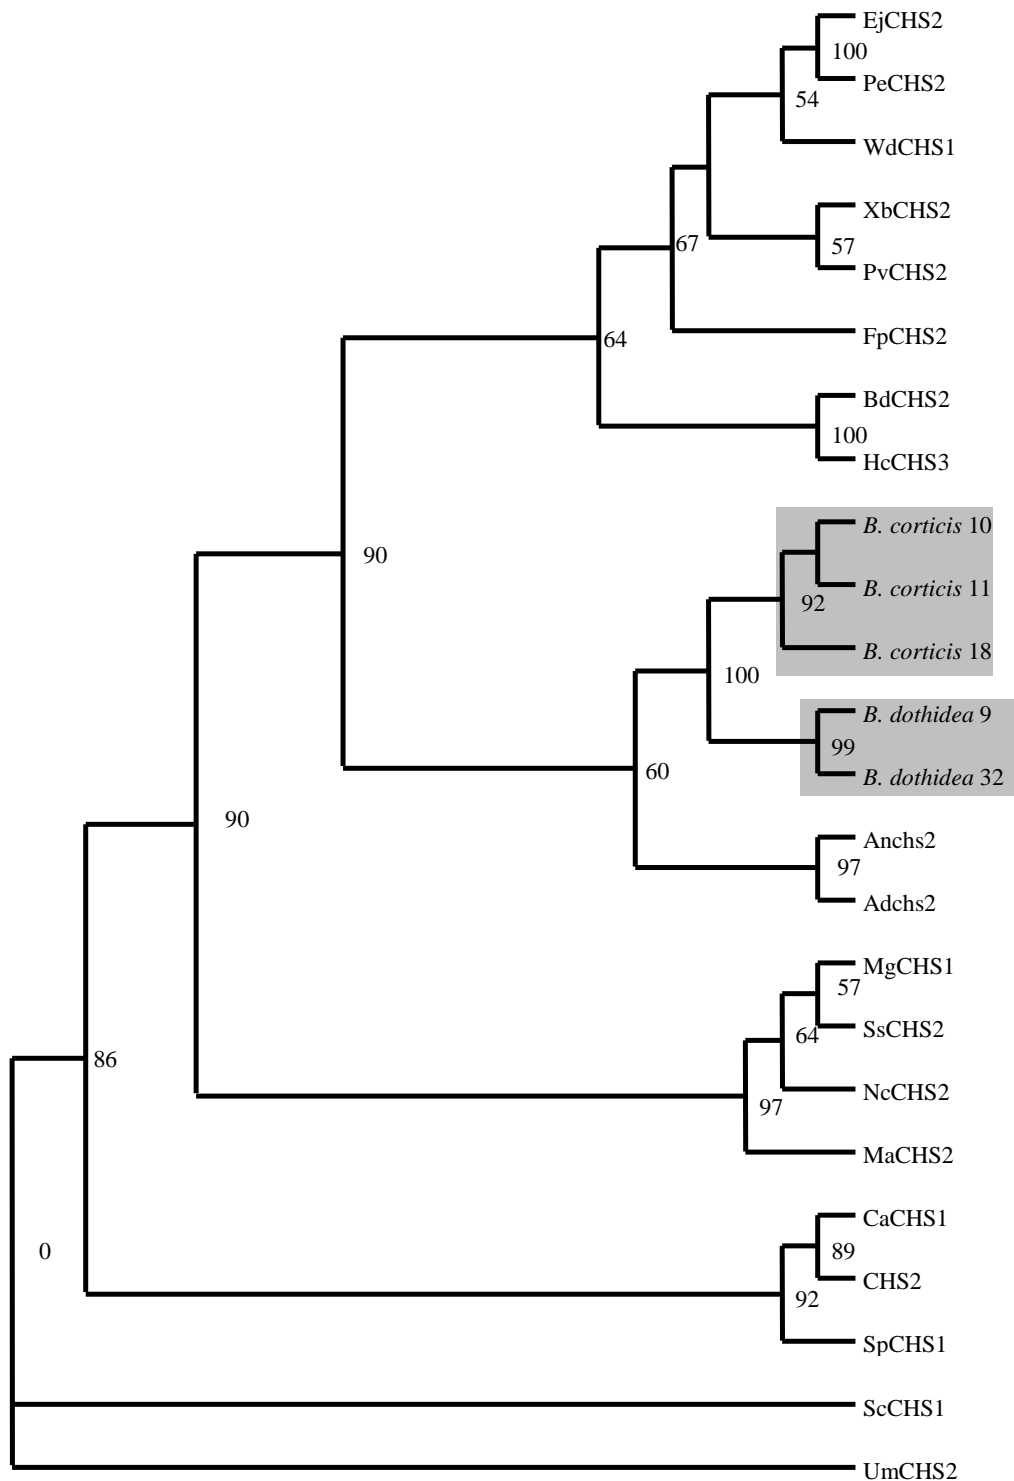 EjCHS2
100
PeCHS2
54
WdCHS1
XbCHS2
67
57
PvCHS2
FpCHS2
64
BdCHS2
100
HcCHS3
B. corticis 10
90
B. corticis 11
92
B. corticis 18
100
B. dothidea 9
99
60
B. dothidea 32
90
Anchs2
97
Adchs2
MgCHS1
57
SsCHS2
64
86
NcCHS2
97
MaCHS2
CaCHS1
0
89
CHS2
92
SpCHS1
ScCHS1
UmCHS2